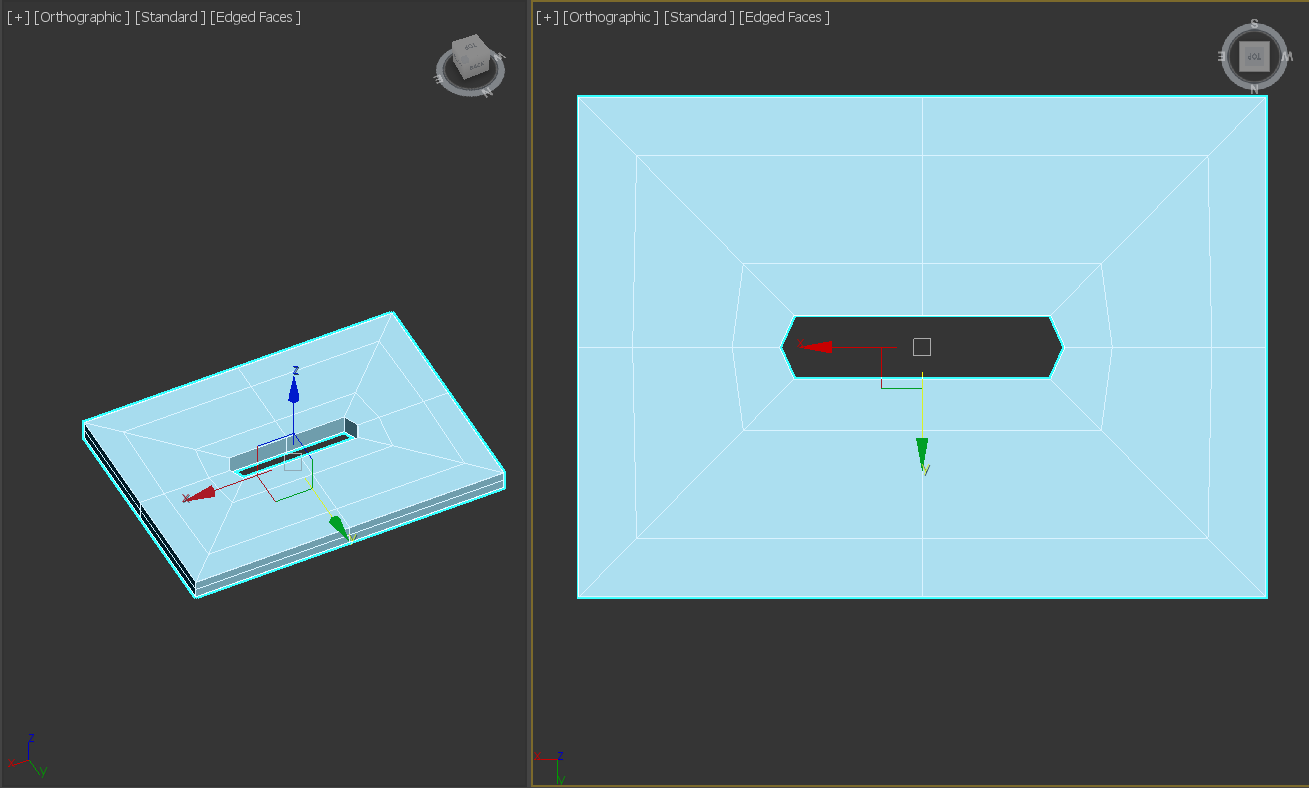 [+] [Orthographic ] [Standard ] [Edged Faces ]
[+] [Orthographic ] [Standard ] [Edged Faces ]
BACK
W
E
N
S
E
TOP
W
N
z
x
y
x
y
z
x
y
x
z
y